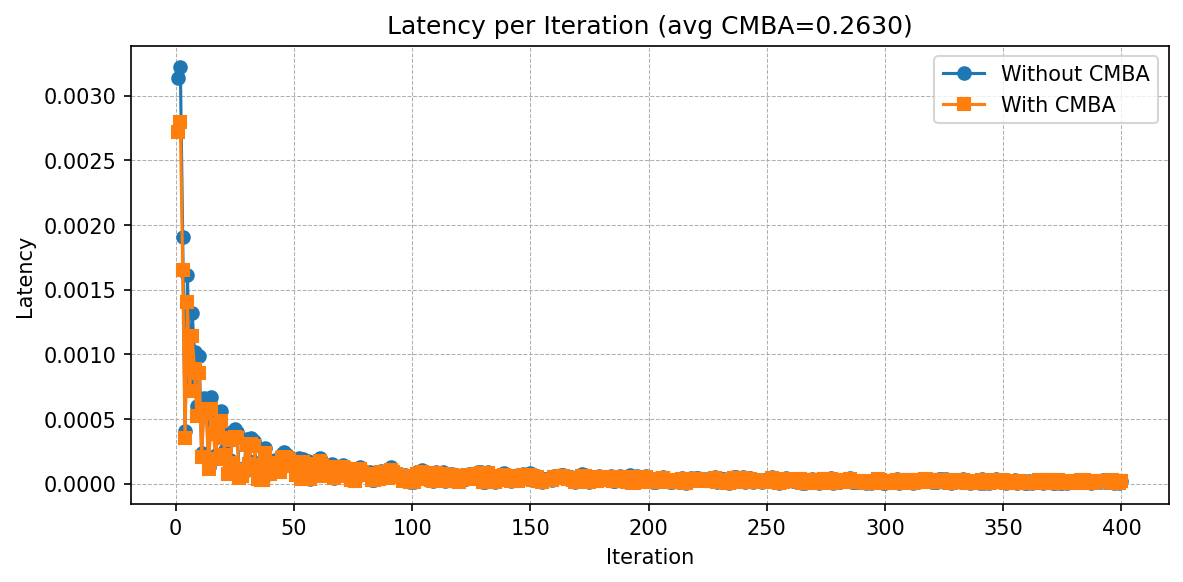 Latency per Iteration (avg CMBA=0.2630)
Without CMBA
With CMBA
Latency
0.0030
0.0025
0.0020
0.0015
0.0010
0.0005
0.0000
0 50 100 150 200 250 300 350 400
Iteration